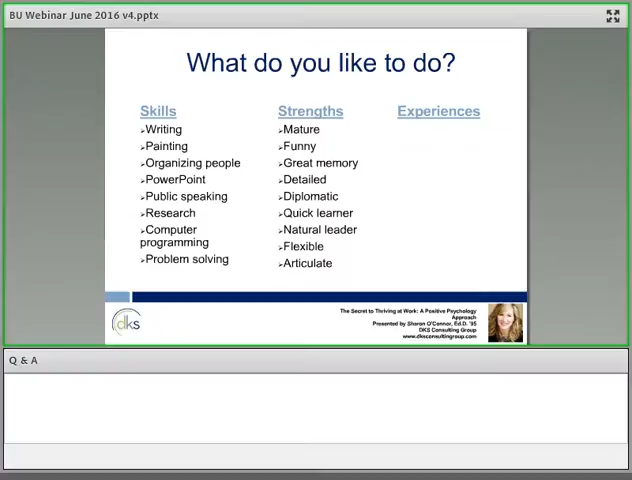 BU Webinar June 2016 v4.pptx
What do you like to do?
Skills
Writing
Painting
Organizing people
PowerPoint
Public speaking
Research
Computer
programming
Problem solving
Strengths
Mature
Funny
Great memory
Detailed
Diplomatic
Quick learner
Natural leader
Flexible
Articulate
Experiences
dks
The Secret to Thriving at Work: A Positive Psychology
Approach
Presented by Sharon O'Connor, Ed.D. '95
DKS Consulting Group
www.dksconsultinggroup.com
Q & A